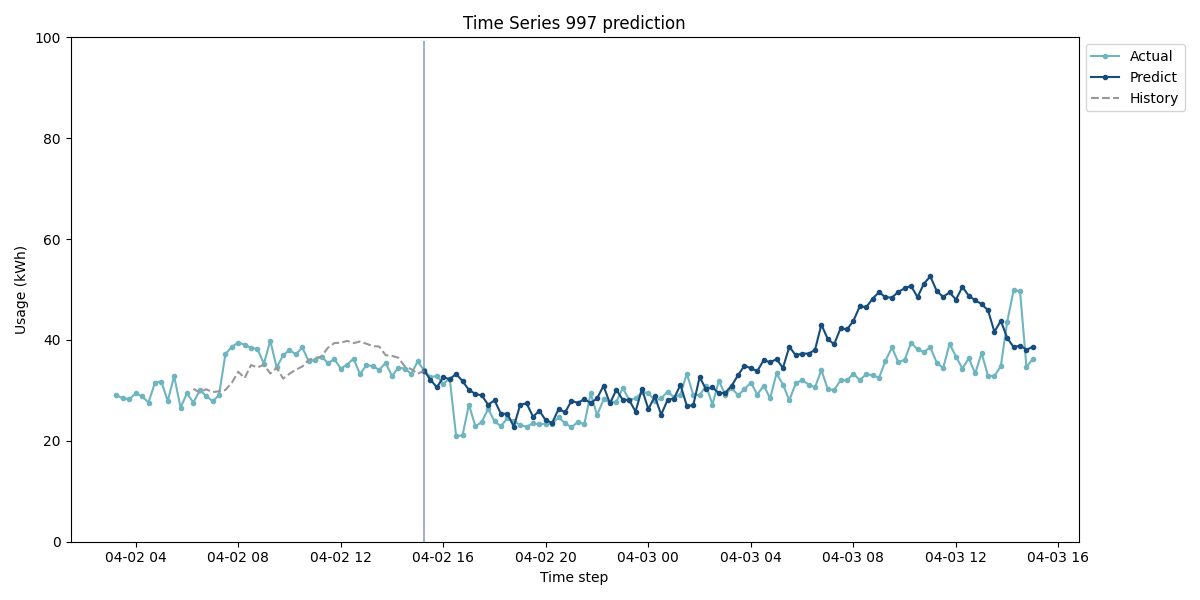 Time Series 997 prediction
100
80
60
40
20
0
Usage (kWh)
04-02 04
04-02 08
04-02 12
04-02 16
04-02 20
04-03 00
04-03 04
04-03 08
04-03 12
04-03 16
Time step
Actual
Predict
History